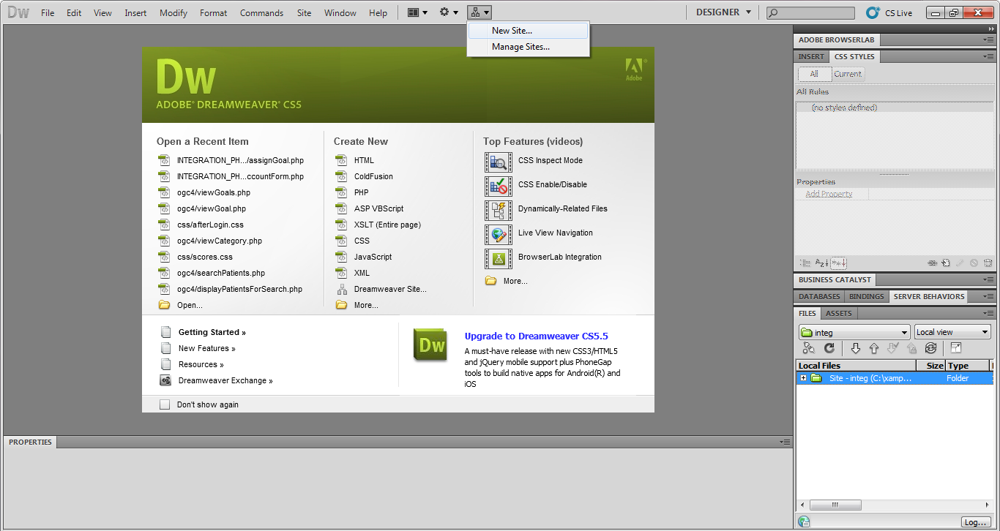 Dw File Edit View Insert Modify Format Commands Site Window Help DESIGNER CS Live
New Site...
Manage Sites...
Dw
ADOBE® DREAMWEAVER® CS5
Adobe
Open a Recent Item
INTEGRATION_PH.../assignGoal.php
INTEGRATION_PH...ccountForm.php
ogc4/viewGoals.php
ogc4/viewGoal.php
css/afterLogin.css
ogc4/viewCategory.php
css/scores.css
ogc4/searchPatients.php
ogc4/displayPatientsForSearch.php
Open...
Create New
HTML
ColdFusion
PHP
ASP VBScript
XSLT (Entire page)
CSS
JavaScript
XML
Dreamweaver Site...
More...
Top Features (videos)
CSS Inspect Mode
CSS Enable/Disable
Dynamically-Related Files
Live View Navigation
BrowserLab Integration
More...
Getting Started »
New Features »
Resources »
Dreamweaver Exchange »
Dw
Upgrade to Dreamweaver CS5.5
A must-have release with new CSS3/HTML5
and jQuery mobile support plus PhoneGap
tools to build native apps for Android(R) and
iOS
Don't show again
PROPERTIES
ADOBE BROWSERLAB
INSERT CSS STYLES
All Current
All Rules
(no styles defined)
Properties
Add Property
BUSINESS CATALYST
DATABASES BINDINGS SERVER BEHAVIORS
FILES ASSETS
integ Local view
Local Files Size Type
Site - integ (C:\xamp... Folder
Log...